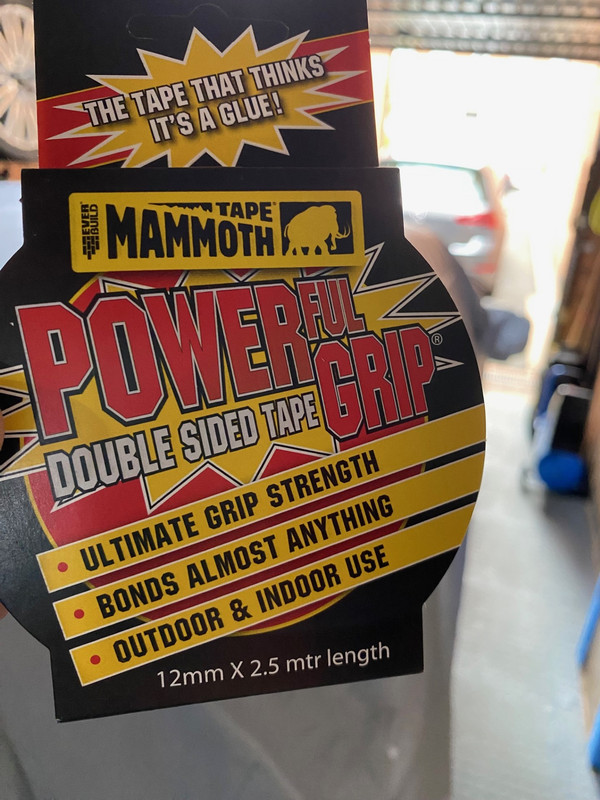 THE TAPE THAT THINKS
IT'S A GLUE!
EVER BUILD
TAPE®
MAMMOTH
POWERFUL
GRIP®
DOUBLE SIDED TAPE
• ULTIMATE GRIP STRENGTH
• BONDS ALMOST ANYTHING
• OUTDOOR & INDOOR USE
12mm X 2.5 mtr length